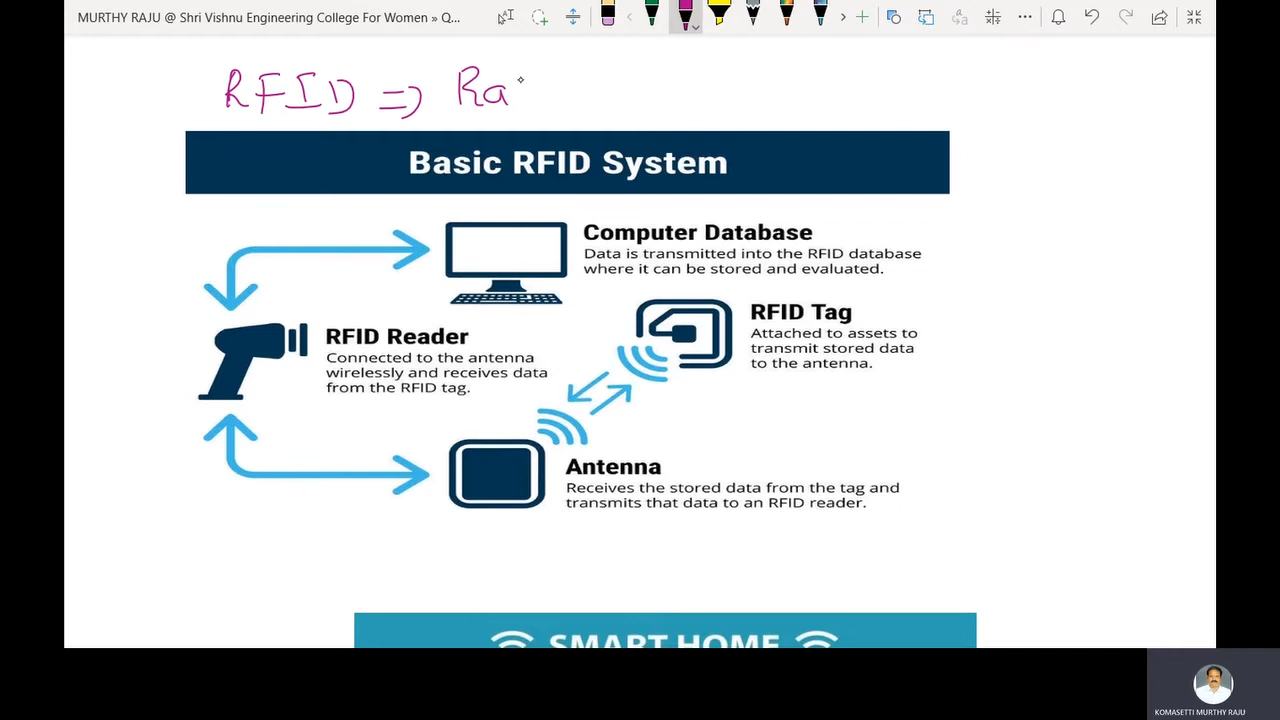 MURTHY RAJU @ Shri Vishnu Engineering College For Women » Q...
RFID => Ra
Basic RFID System
Computer Database
Data is transmitted into the RFID database
where it can be stored and evaluated.
RFID Tag
Attached to assets to
transmit stored data
to the antenna.
RFID Reader
Connected to the antenna
wirelessly and receives data
from the RFID tag.
Antenna
Receives the stored data from the tag and
transmits that data to an RFID reader.
SMART HOME
KOMASETTI MURTHY RAJU